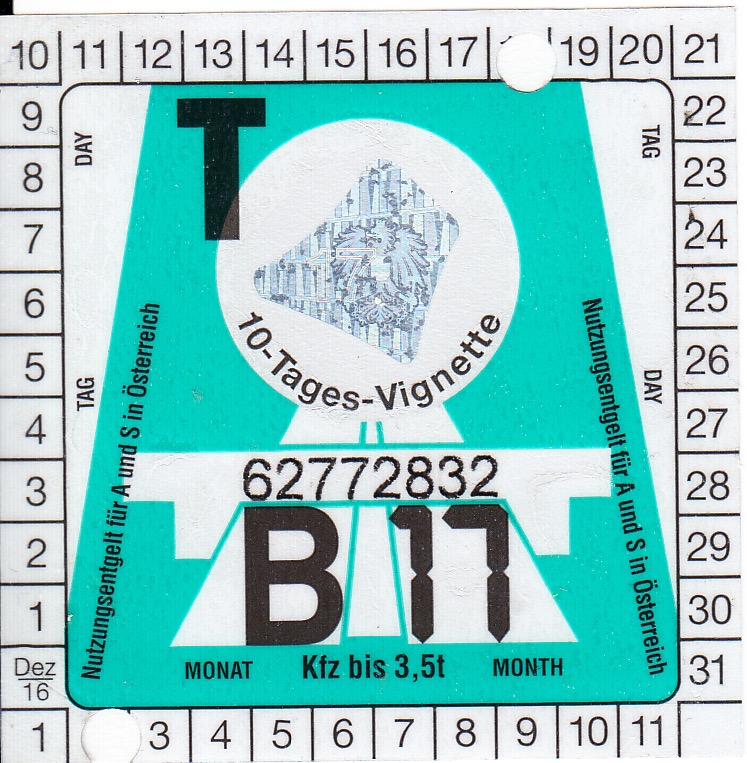 10 11 12 13 14 15 16 17 19 20 21
9 22
8 23
7 24
6 25
5 26
4 27
3 28
2 29
1 30
Dez 31
16
1 3 4 5 6 7 8 9 10 11
DAY
TAG
T
17
10-Tages-Vignette
TAG
DAY
Nutzungsentgelt für A und S in Österreich
Nutzungsentgelt für A und S in Österreich
62772832
B 17
MONAT Kfz bis 3,5t MONTH